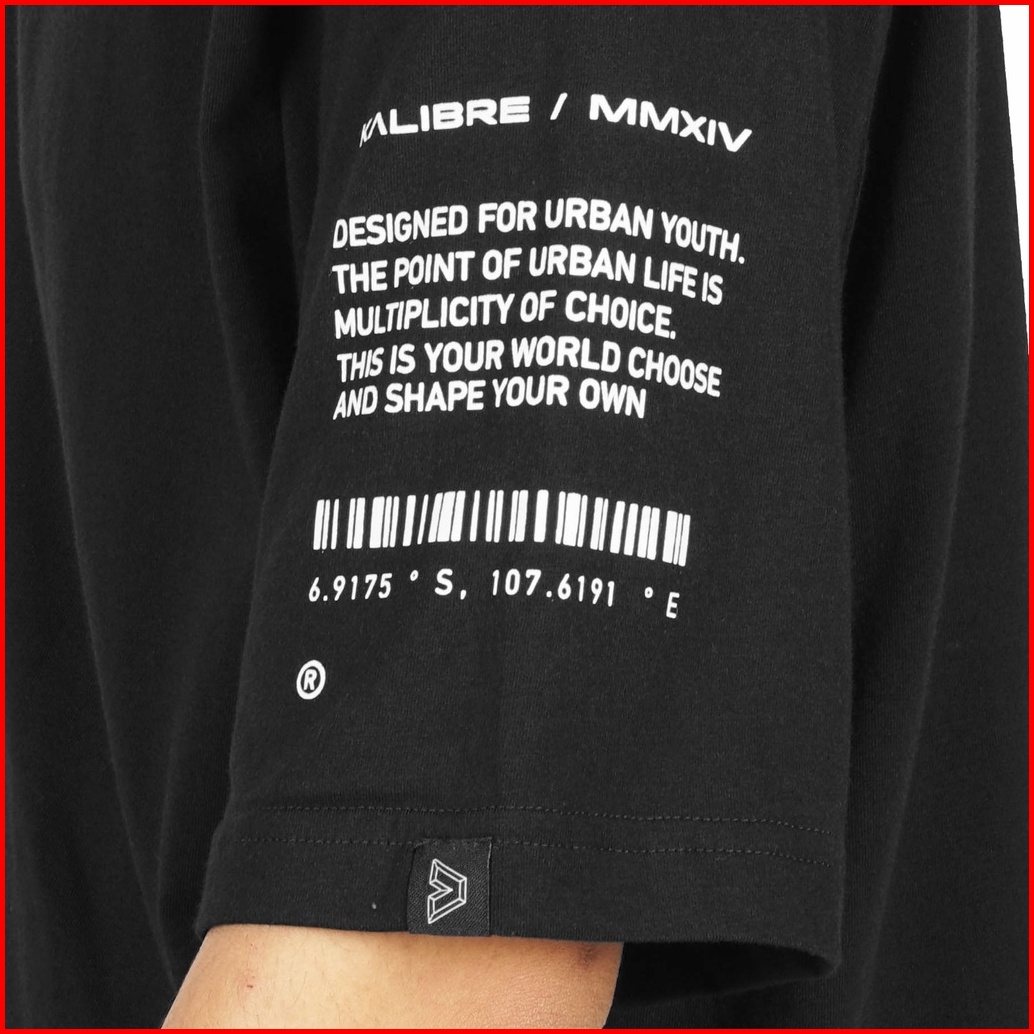 KALIBRE / MMXIV
DESIGNED FOR URBAN YOUTH.
THE POINT OF URBAN LIFE IS
MULTIPLICITY OF CHOICE.
THIS IS YOUR WORLD CHOOSE
AND SHAPE YOUR OWN
6.9175 ° S, 107.6191 ° E
®